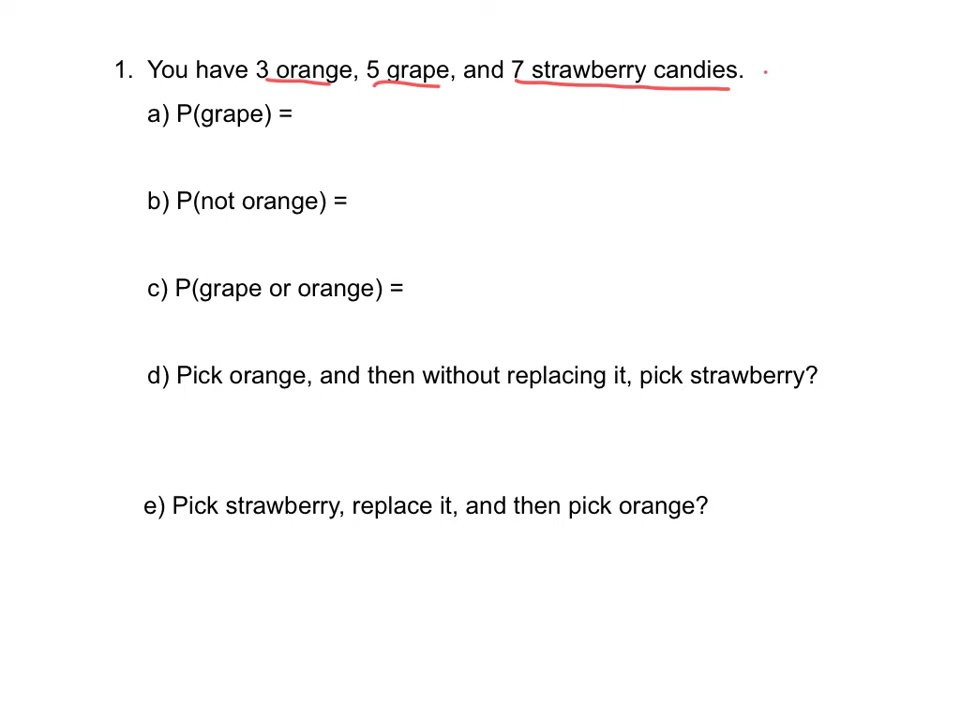 1. You have 3 orange, 5 grape, and 7 strawberry candies.
a) P(grape) =
b) P(not orange) =
c) P(grape or orange) =
d) Pick orange, and then without replacing it, pick strawberry?
e) Pick strawberry, replace it, and then pick orange?